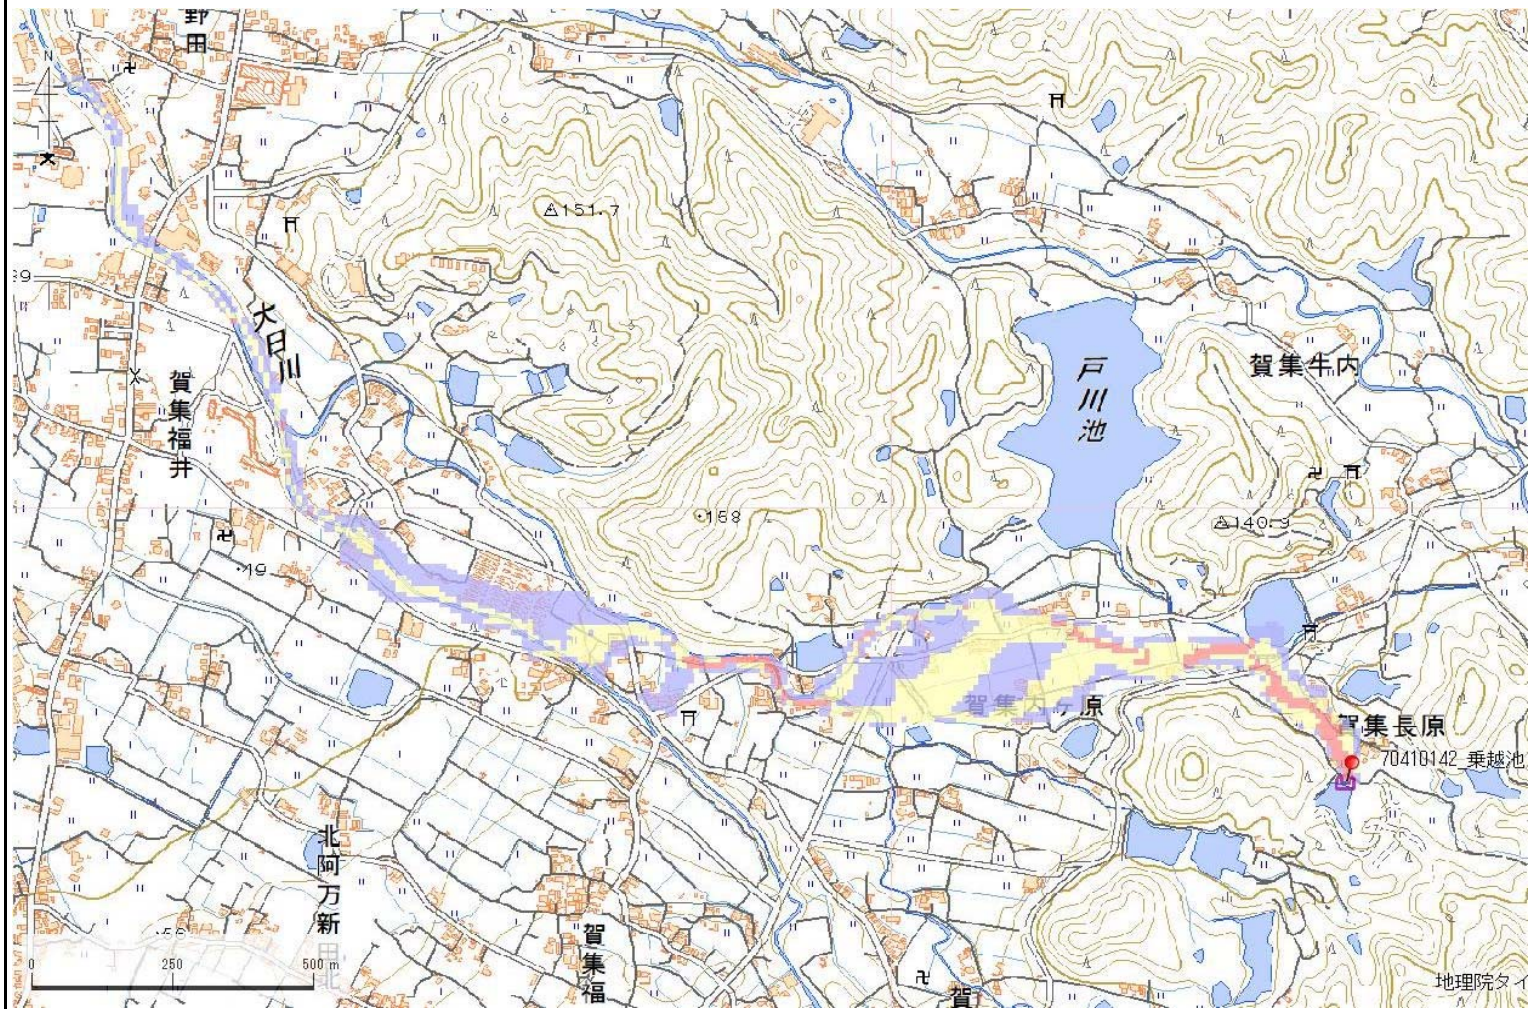 野田
N
151.7
39
大日川
賀集福井
戸川池
賀集牛内
158
140.9
19
賀集内ヶ原
賀集長原
70410142_乗越池
北阿万新田北
賀集福
賀
0 250 500 m
地理院タイ